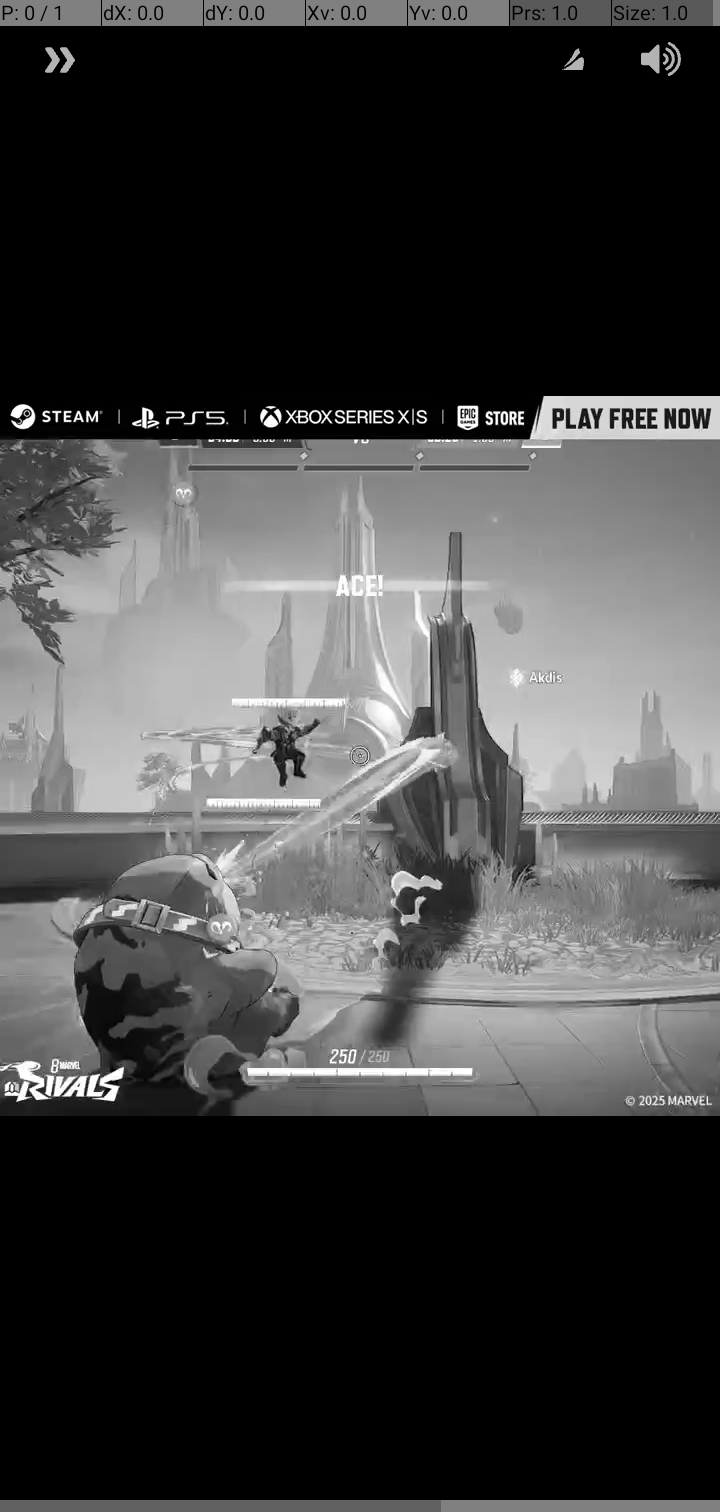 P: 0 / 1 dX: 0.0 dY: 0.0 Xv: 0.0 Yv: 0.0 Prs: 1.0 Size: 1.0
STEAM | PS5 | XBOX SERIES X|S | EPIC GAMES STORE PLAY FREE NOW
ACE!
Akdis
250 / 250
MARVEL
RIVALS
© 2025 MARVEL